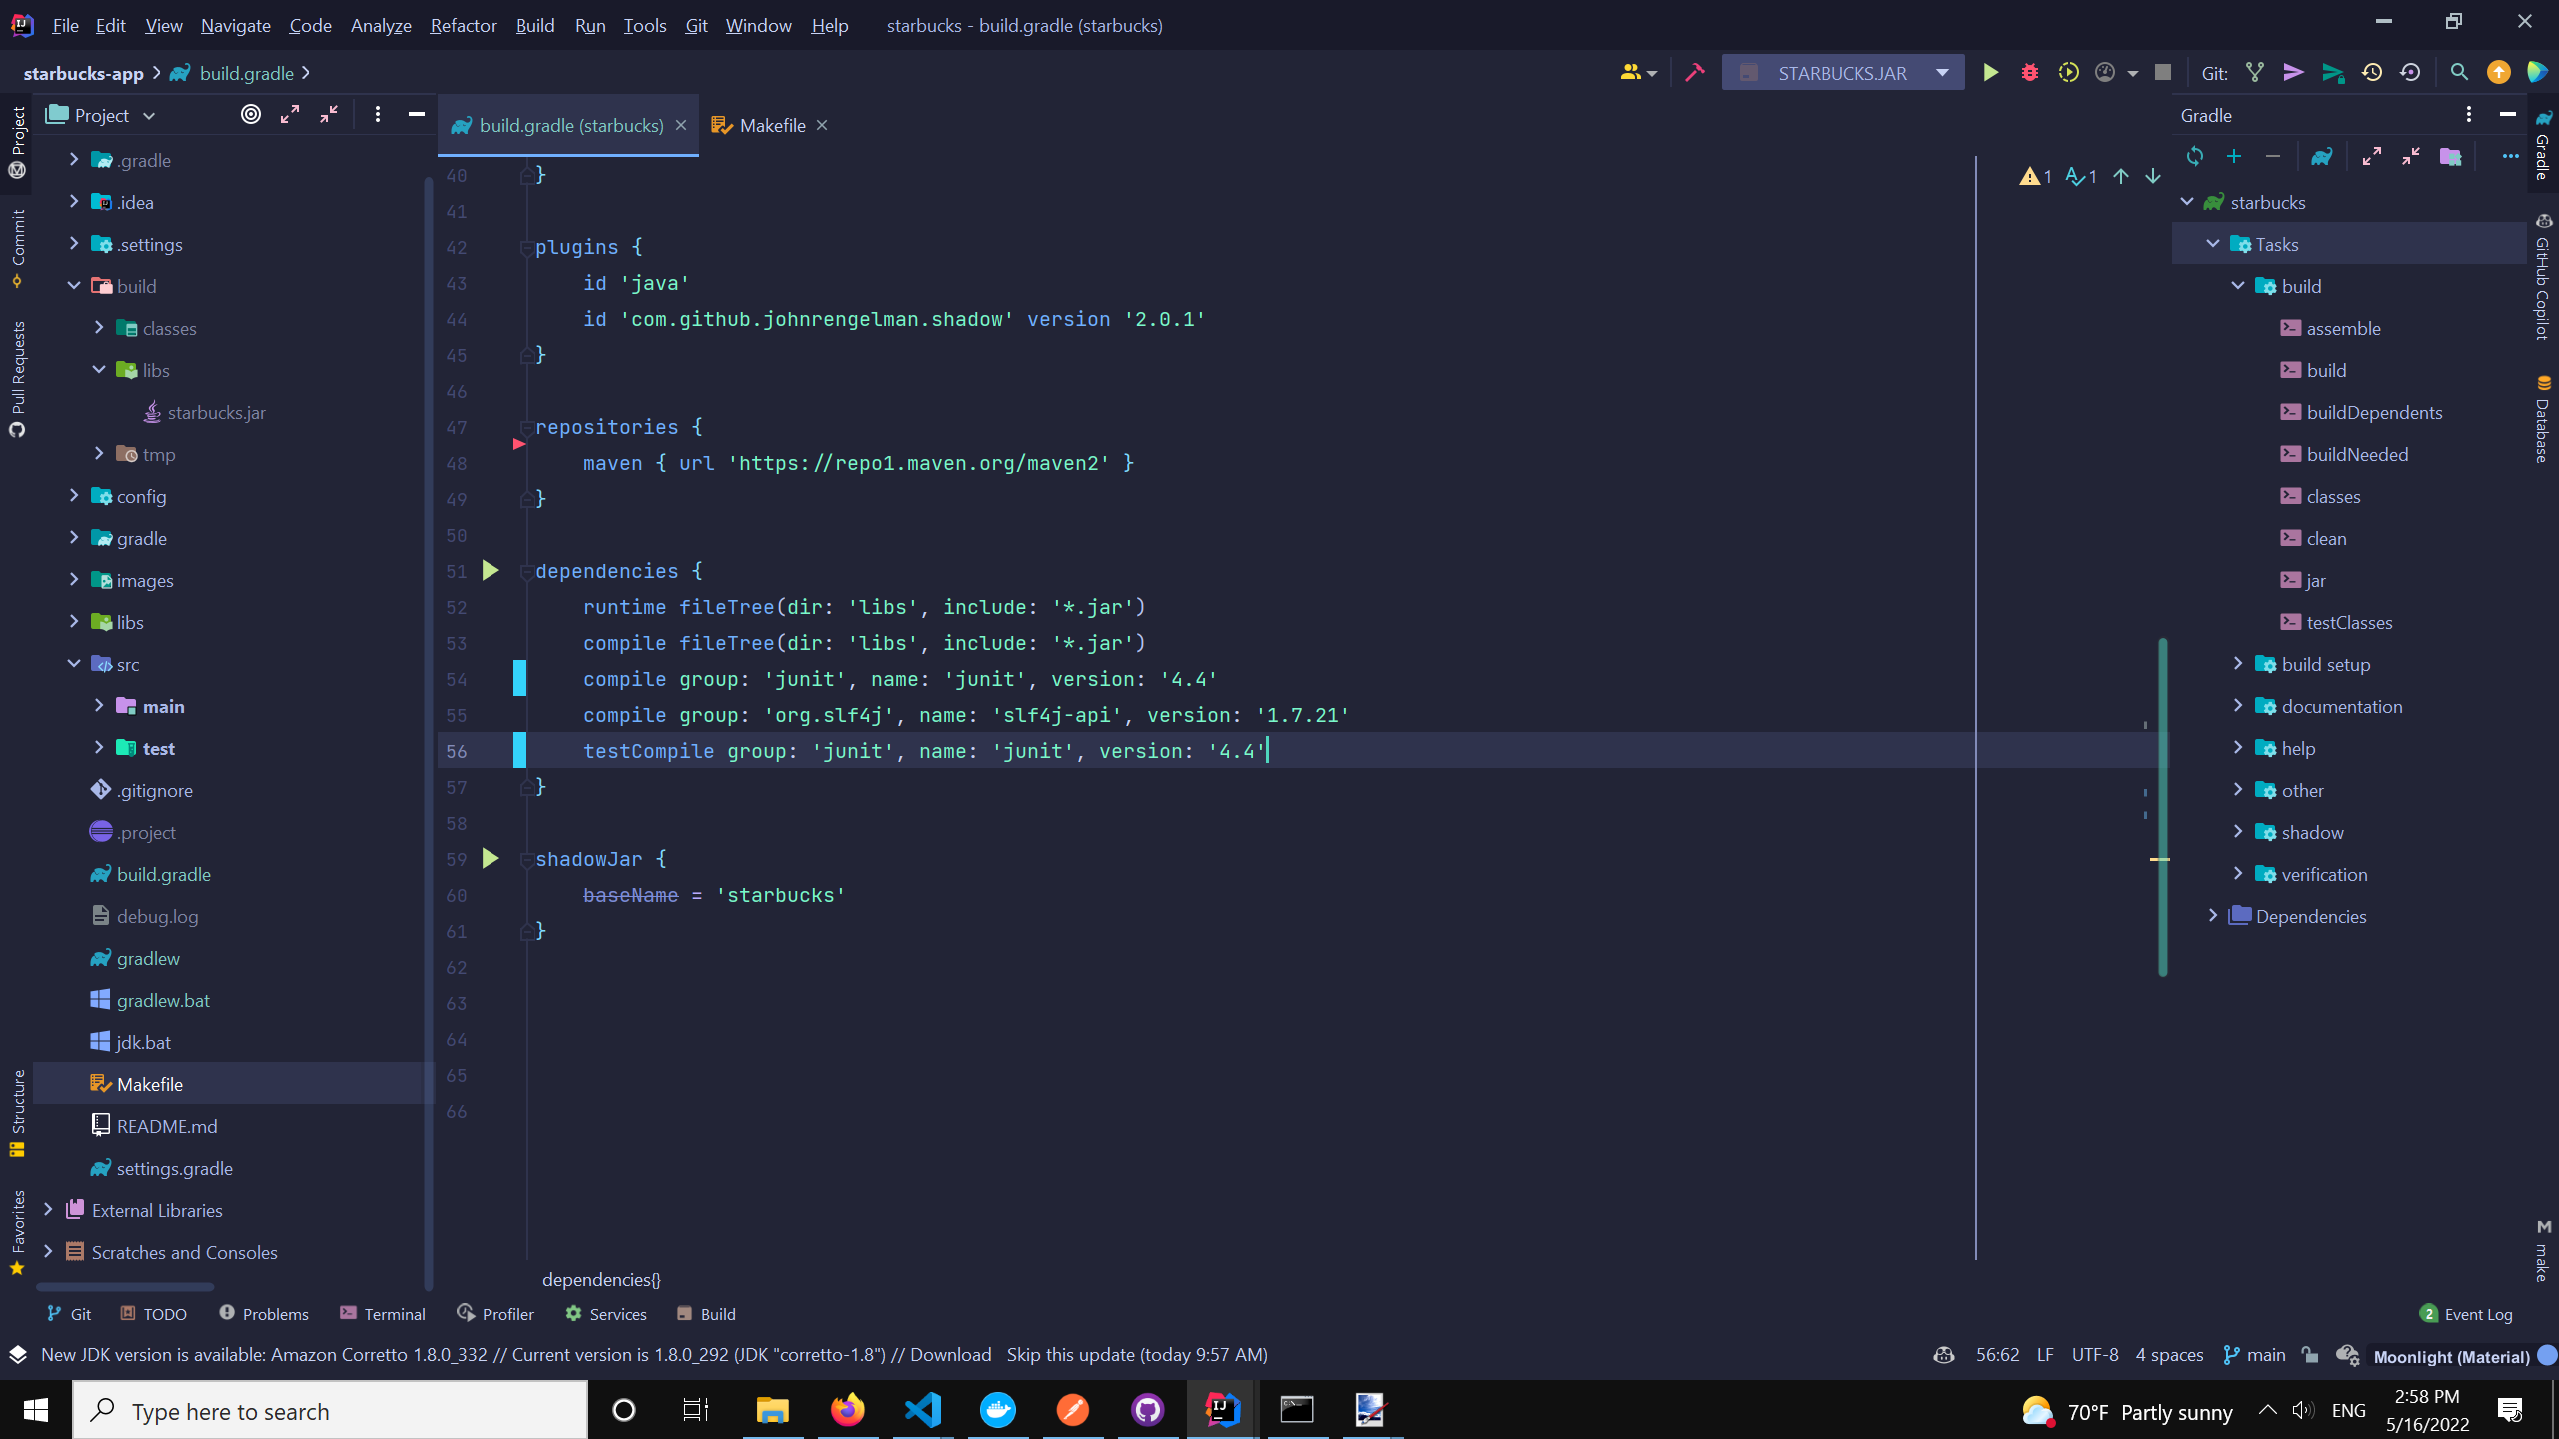 File Edit View Navigate Code Analyze Refactor Build Run Tools Git Window Help starbucks - build.gradle (starbucks)
starbucks-app build.gradle STARBUCKS.JAR Git:
Project
build.gradle (starbucks) Makefile
Gradle
.gradle
.idea
.settings
build
classes
libs
starbucks.jar
tmp
config
gradle
images
libs
src
main
test
.gitignore
.project
build.gradle
debug.log
gradlew
gradlew.bat
jdk.bat
Makefile
README.md
settings.gradle
External Libraries
Scratches and Consoles
Project
Commit
Pull Requests
Structure
Favorites
1 1
40 }
41
42 plugins {
43 id 'java'
44 id 'com.github.johnrengelman.shadow' version '2.0.1'
45 }
46
47 repositories {
48 maven { url 'https://repo1.maven.org/maven2' }
49 }
50
51 dependencies {
52 runtime fileTree(dir: 'libs', include: '*.jar')
53 compile fileTree(dir: 'libs', include: '*.jar')
54 compile group: 'junit', name: 'junit', version: '4.4'
55 compile group: 'org.slf4j', name: 'slf4j-api', version: '1.7.21'
56 testCompile group: 'junit', name: 'junit', version: '4.4'
57 }
58
59 shadowJar {
60 baseName = 'starbucks'
61 }
62
63
64
65
66
dependencies{}
starbucks
Tasks
build
assemble
build
buildDependents
buildNeeded
classes
clean
jar
testClasses
build setup
documentation
help
other
shadow
verification
Dependencies
Gradle
GitHub Copilot
Database
make
Git TODO Problems Terminal Profiler Services Build 2 Event Log
New JDK version is available: Amazon Corretto 1.8.0_332 // Current version is 1.8.0_292 (JDK "corretto-1.8") // Download Skip this update (today 9:57 AM) 56:62 LF UTF-8 4 spaces main Moonlight (Material)
Type here to search 70°F Partly sunny ENG 2:58 PM
5/16/2022